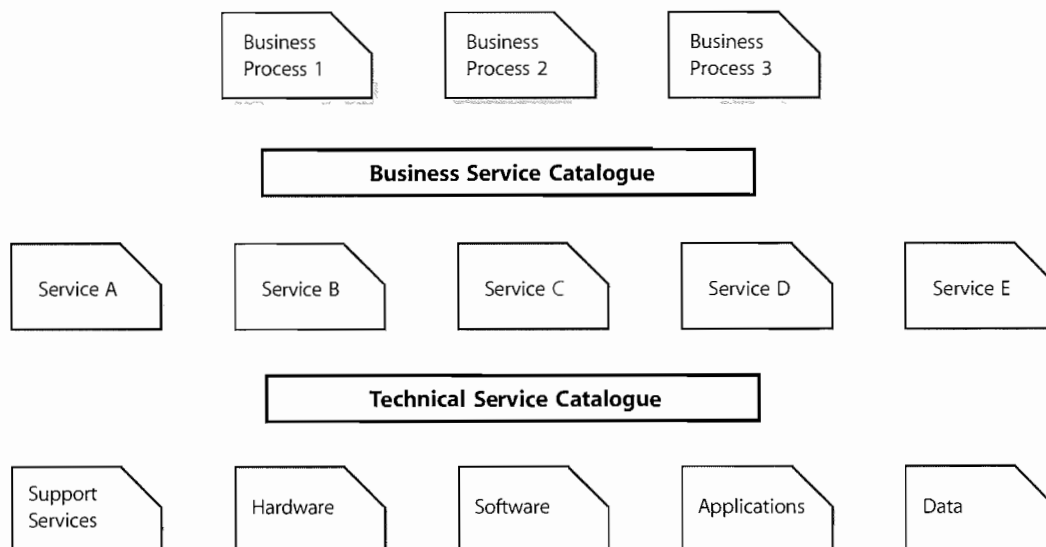 Business
Process 1
Business
Process 2
Business
Process 3
Business Service Catalogue
Service A
Service B
Service C
Service D
Service E
Technical Service Catalogue
Support
Services
Hardware
Software
Applications
Data